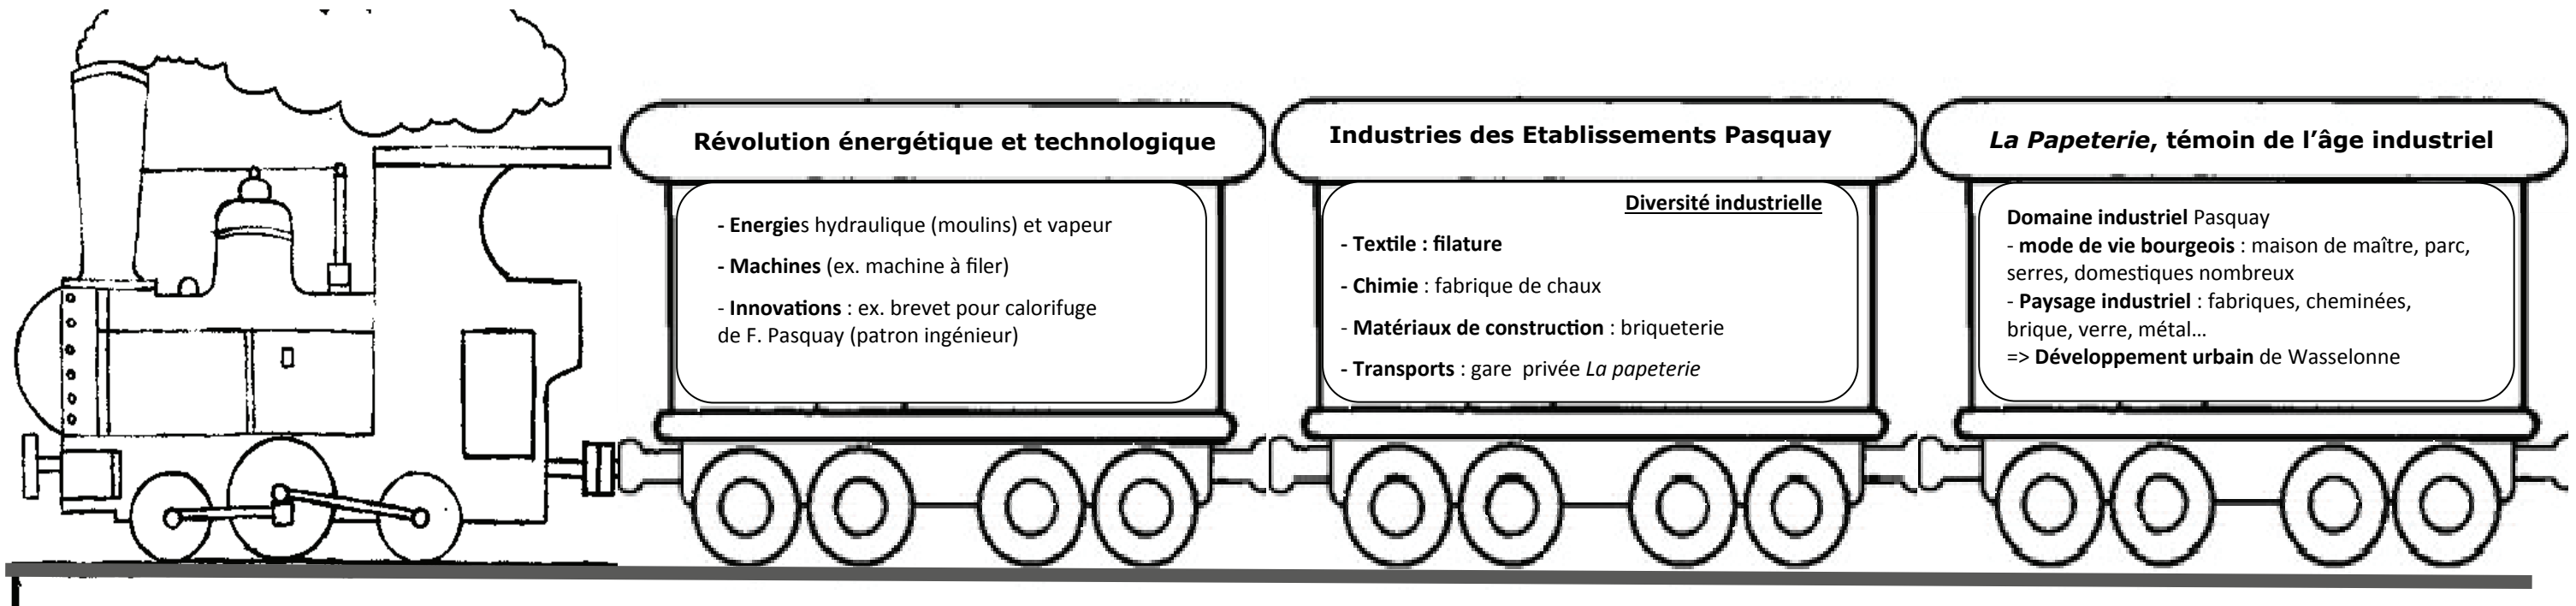 Révolution énergétique et technologique
- Energies hydraulique (moulins) et vapeur
- Machines (ex. machine à filer)
- Innovations : ex. brevet pour calorifuge
de F. Pasquay (patron ingénieur)
Industries des Etablissements Pasquay
Diversité industrielle
- Textile : filature
- Chimie : fabrique de chaux
- Matériaux de construction : briqueterie
- Transports : gare privée La papeterie
La Papeterie, témoin de l’âge industriel
Domaine industriel Pasquay
- mode de vie bourgeois : maison de maître, parc,
serres, domestiques nombreux
- Paysage industriel : fabriques, cheminées,
brique, verre, métal…
=> Développement urbain de Wasselonne